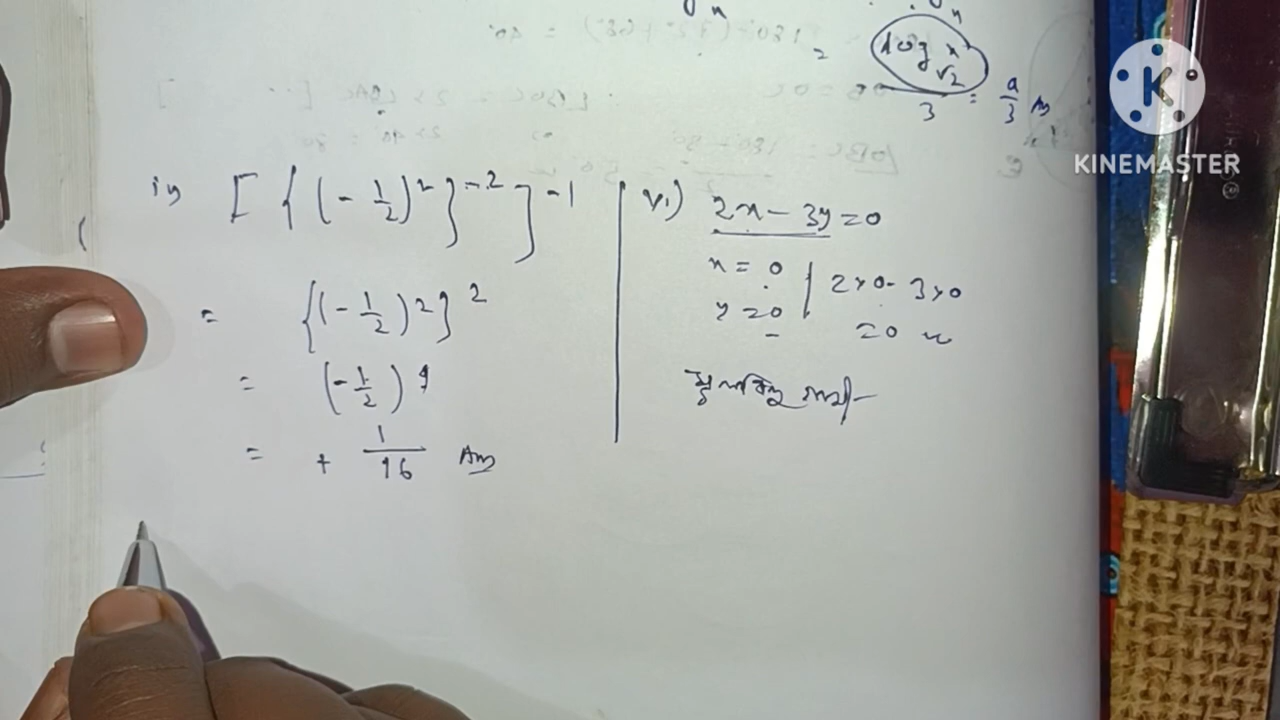 log x
√2
= a/3 Ans
3
KINEMASTER
iv [{(-1/2)²}⁻²]⁻¹
= {(-1/2)²}²
= (-1/2)⁴
= + 1/16 Ans
vi) 2x - 3y = 0
x = 0 | 2×0 - 3×0
y = 0 | = 0
মূলবিন্দুগামী